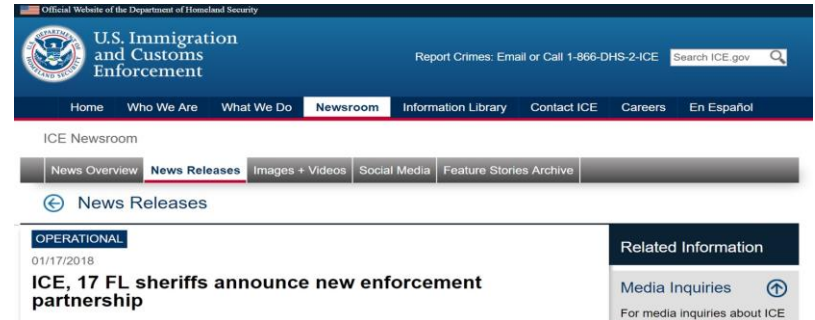 Official Website of the Department of Homeland Security
U.S. Immigration
and Customs
Enforcement
Report Crimes: Email or Call 1-866-DHS-2-ICE
Search ICE.gov
Home Who We Are What We Do Newsroom Information Library Contact ICE Careers En Español
ICE Newsroom
News Overview News Releases Images + Videos Social Media Feature Stories Archive
News Releases
OPERATIONAL
01/17/2018
ICE, 17 FL sheriffs announce new enforcement
partnership
Related Information
Media Inquiries
For media inquiries about ICE